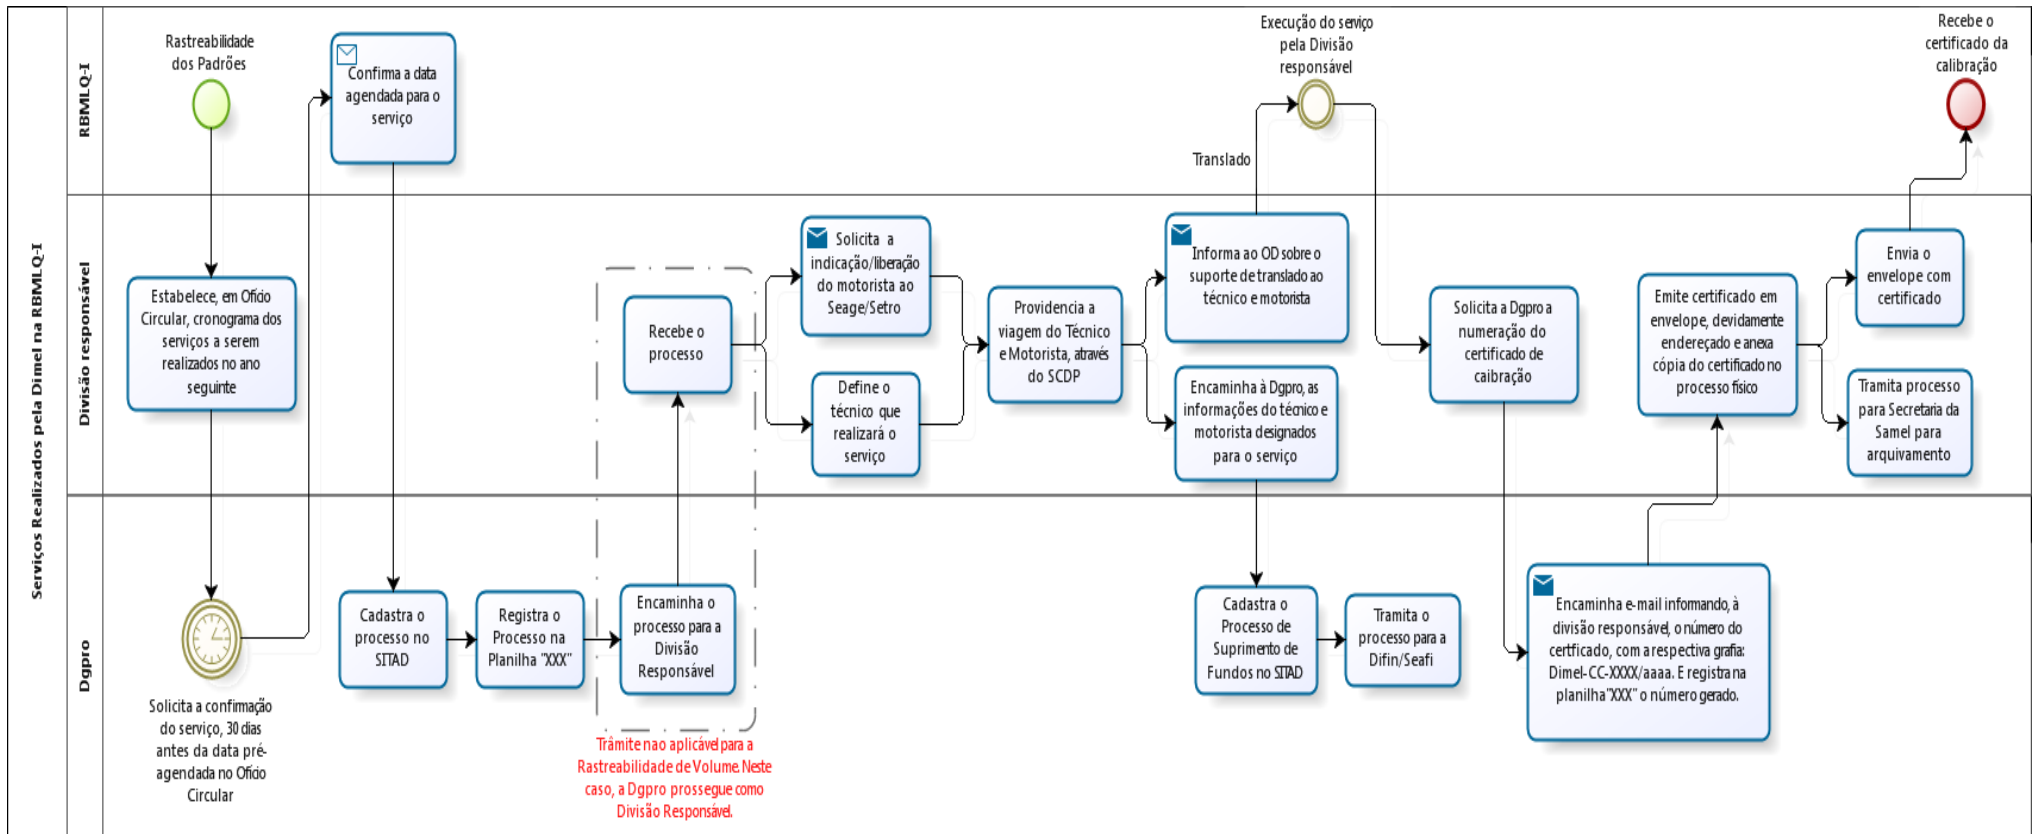 Serviços Realizados pela Dimel na RBMLQ-I
RBMLQ-I
Rastreabilidade
dos Padrões
Confirma a data
agendada para o
serviço
Execução do serviço
pela Divisão
responsável
Translado
Recebe o
certificado da
calibração
Divisão responsável
Estabelece, em Ofício
Circular, cronograma dos
serviços a serem
realizados no ano
seguinte
Recebe o
processo
Solicita a
indicação/liberação
do motorista ao
Seage/Setro
Define o
técnico que
realizará o
serviço
Providencia a
viagem do Técnico
e Motorista, através
do SCDP
Informa ao OD sobre o
suporte de translado ao
técnico e motorista
Encaminha à Dgpro, as
informações do técnico e
motorista designados
para o serviço
Solicita a Dgpro a
numeração do
certificado de
caibração
Emite certificado em
envelope, devidamente
endereçado e anexa
cópia do certificado no
processo físico
Envia o
envelope com
certificado
Tramita processo
para Secretaria da
Samel para
arquivamento
Dgpro
Solicita a confirmação
do serviço, 30 dias
antes da data pré-
agendada no Ofício
Circular
Cadastra o
processo no
SITAD
Registra o
Processo na
Planilha "XXX"
Encaminha o
processo para a
Divisão
Responsável
Trâmite nao aplicável para a
Rastreabilidade de Volume. Neste
caso, a Dgpro prossegue como
Divisão Responsável.
Cadastra o
Processo de
Suprimento de
Fundos no SITAD
Tramita o
processo para a
Difin/Seafi
Encaminha e-mail informando, à
divisão responsável, o número do
certficado, com a respectiva grafia:
Dimel-CC-XXXX/aaaa. E registra na
planilha"XXX" o número gerado.